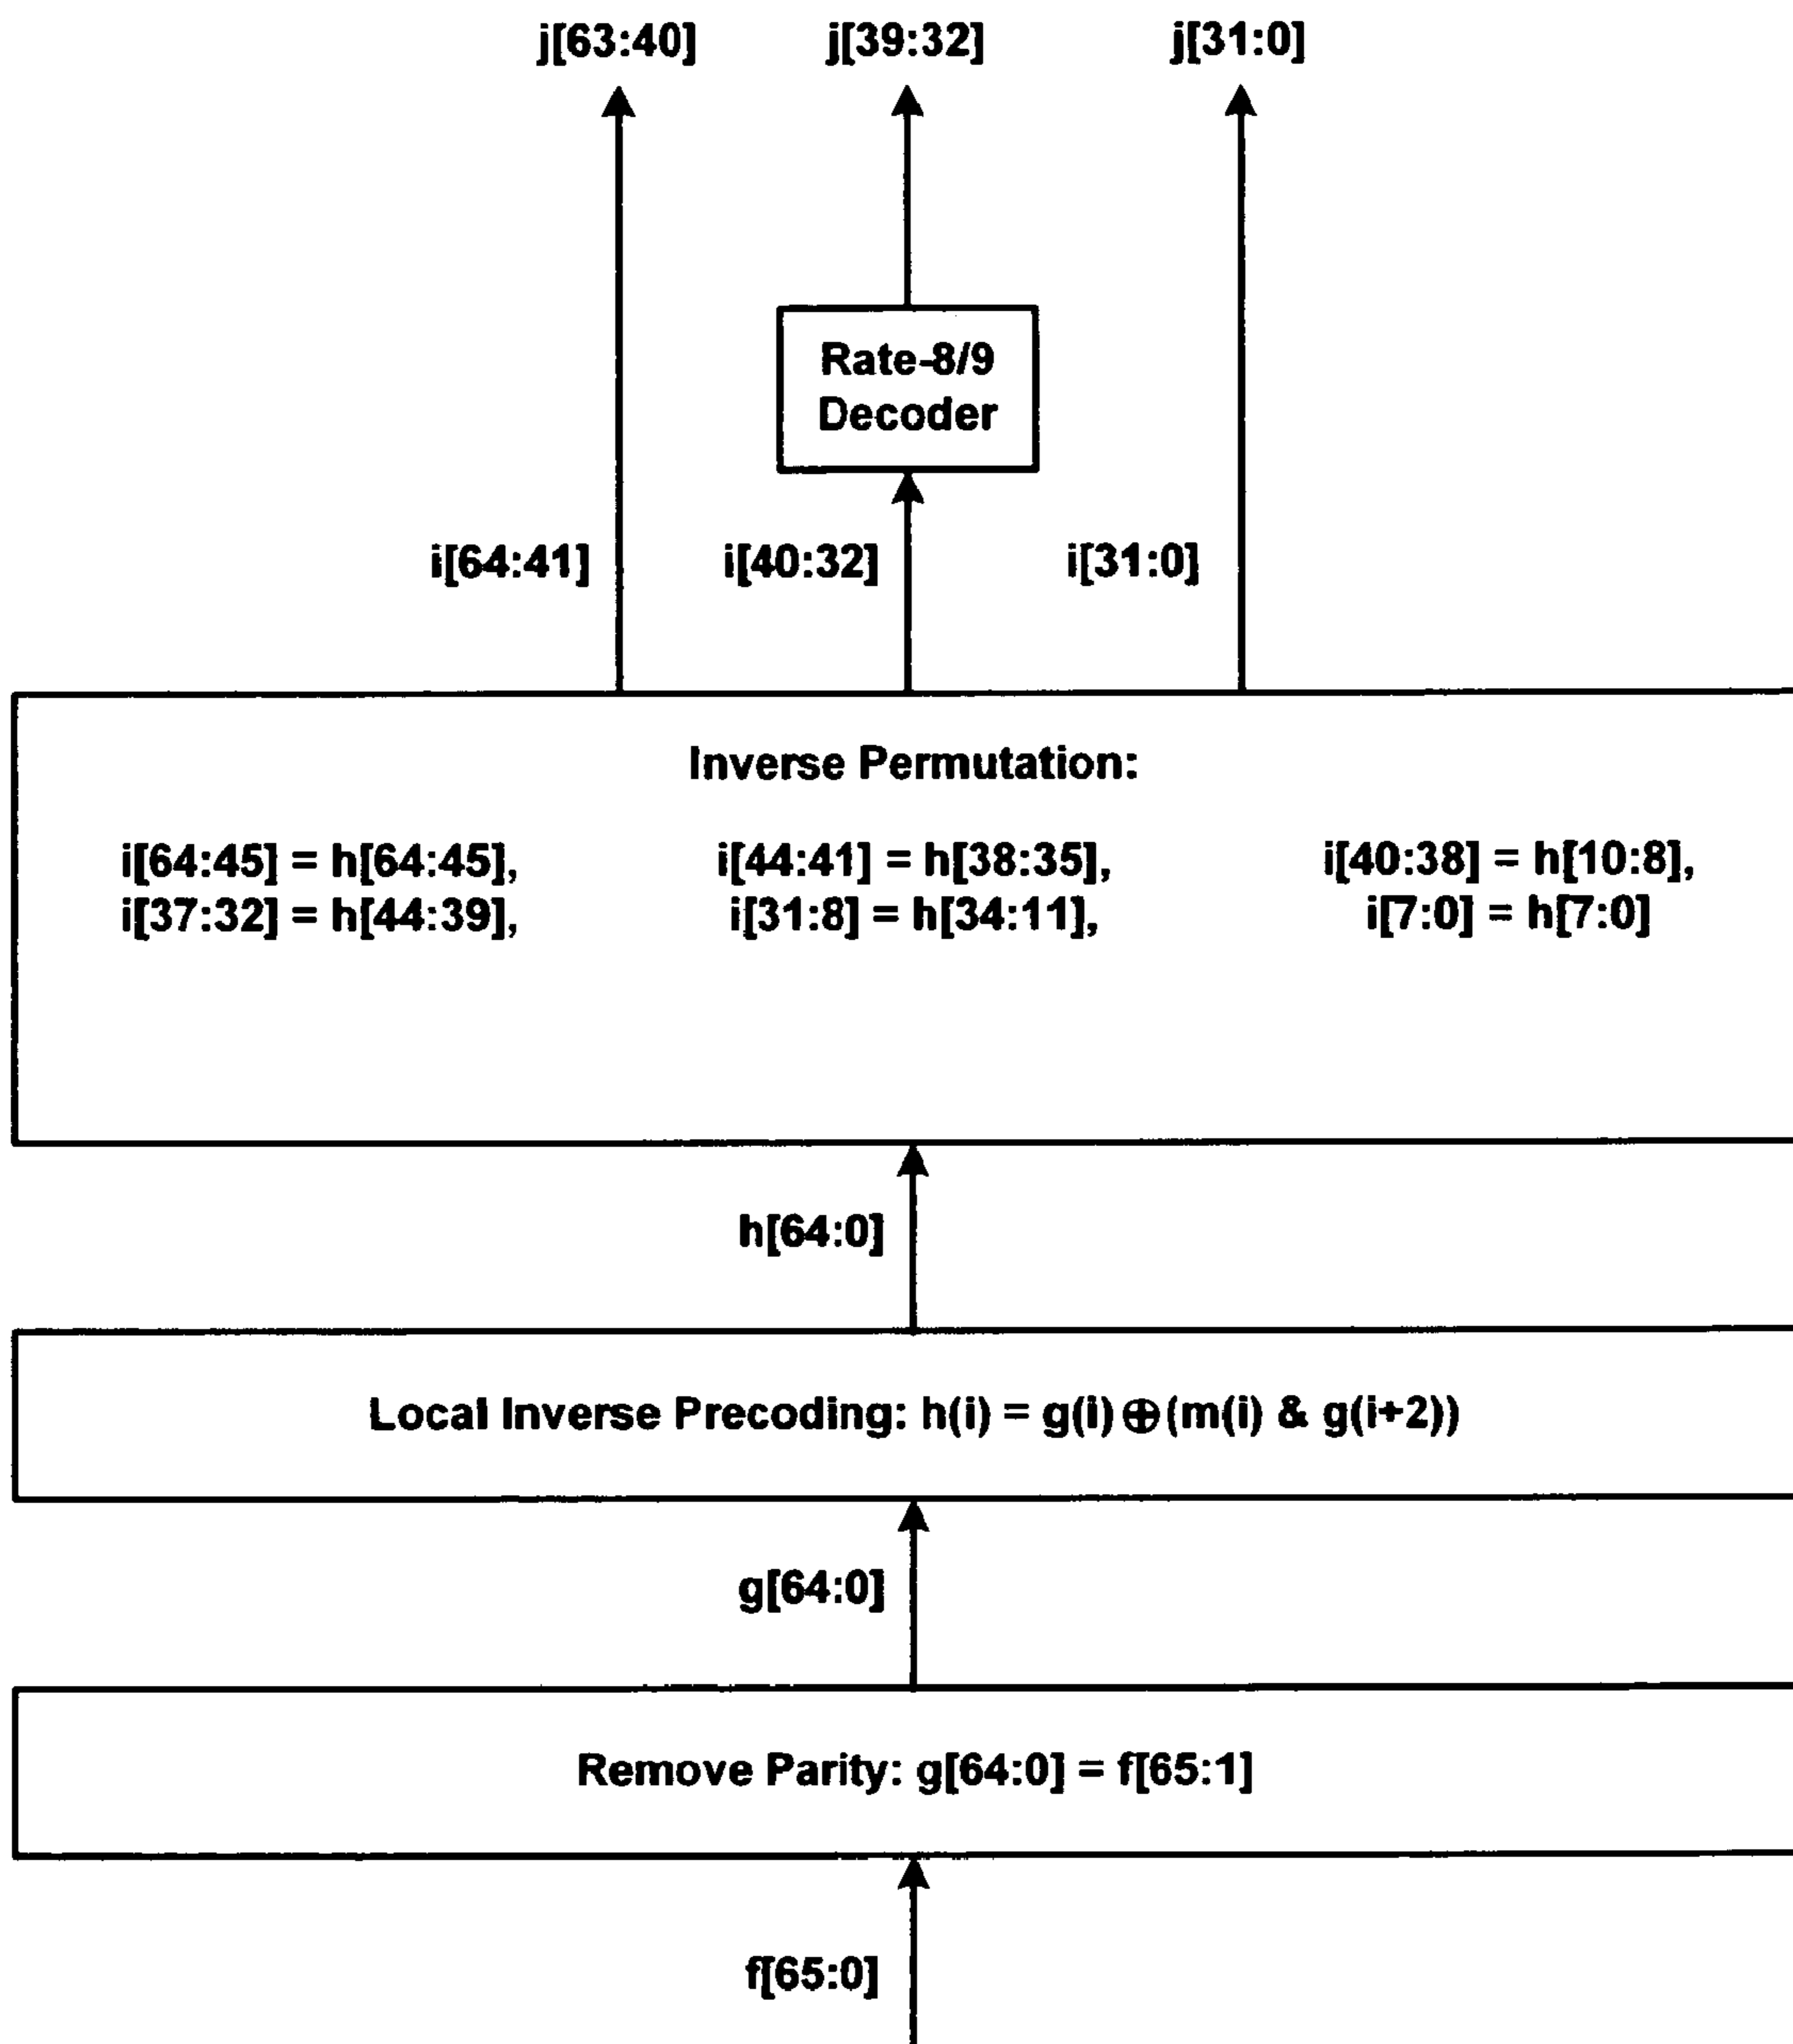 j[63:40] j[39:32] j[31:0]
Rate-8/9
Decoder
i[64:41] i[40:32] i[31:0]
Inverse Permutation:
i[64:45] = h[64:45], i[44:41] = h[38:35], i[40:38] = h[10:8],
i[37:32] = h[44:39], i[31:8] = h[34:11], i[7:0] = h[7:0]
h[64:0]
Local Inverse Precoding: h(i) = g(i) ⊕ (m(i) & g(i+2))
g[64:0]
Remove Parity: g[64:0] = f[65:1]
f[65:0]